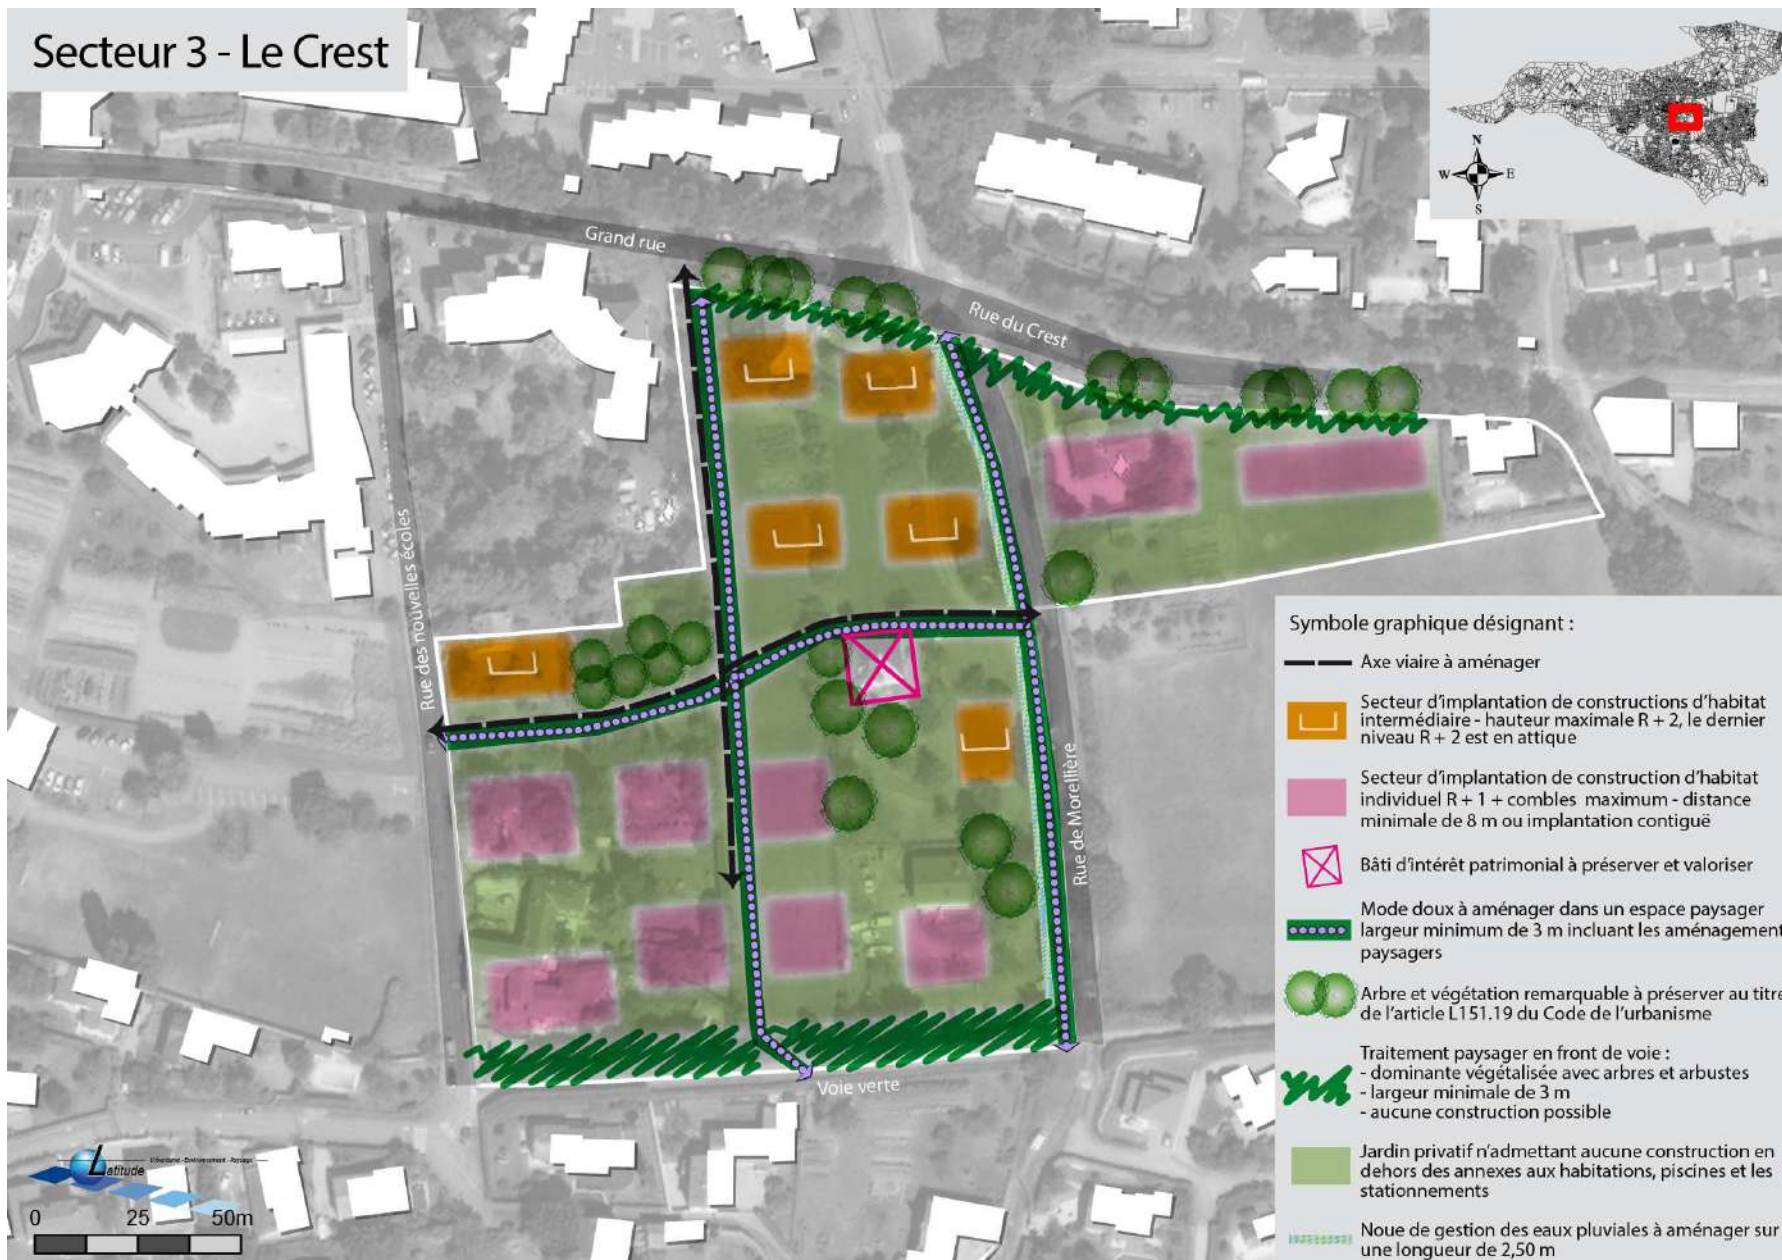 Secteur 3 - Le Crest
N
W E
S
Grand rue
Rue du Crest
Rue des nouvelles écoles
Rue de Morellière
Voie verte
Symbole graphique désignant :
Axe viaire à aménager
Secteur d'implantation de constructions d'habitat
intermédiaire - hauteur maximale R + 2, le dernier
niveau R + 2 est en attique
Secteur d'implantation de construction d'habitat
individuel R + 1 + combles maximum - distance
minimale de 8 m ou implantation contiguë
Bâti d'intérêt patrimonial à préserver et valoriser
Mode doux à aménager dans un espace paysager
largeur minimum de 3 m incluant les aménagement
paysagers
Arbre et végétation remarquable à préserver au titre
de l'article L151.19 du Code de l'urbanisme
Traitement paysager en front de voie :
- dominante végétalisée avec arbres et arbustes
- largeur minimale de 3 m
- aucune construction possible
Jardin privatif n'admettant aucune construction en
dehors des annexes aux habitations, piscines et les
stationnements
Noue de gestion des eaux pluviales à aménager sur
une longueur de 2,50 m
Latitude
Urbanisme - Environnement - Paysage
0 25 50m